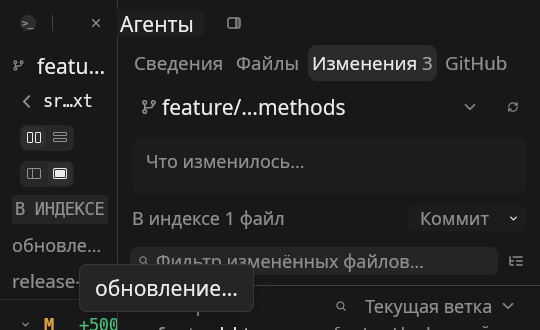 Агенты
featu...
sr...xt
В ИНДЕКСЕ
обновле...
release-
M +500
Сведения Файлы Изменения 3 GitHub
feature/...methods
Что изменилось...
В индексе 1 файл Коммит
Фильтр изменённых файлов...
обновление...
Текущая ветка